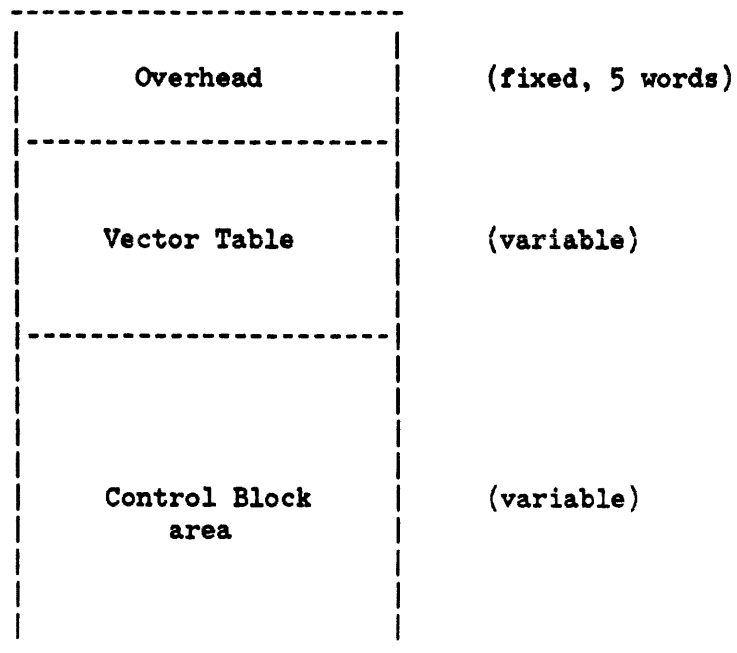 Overhead (fixed, 5 words)
Vector Table (variable)
Control Block (variable)
area